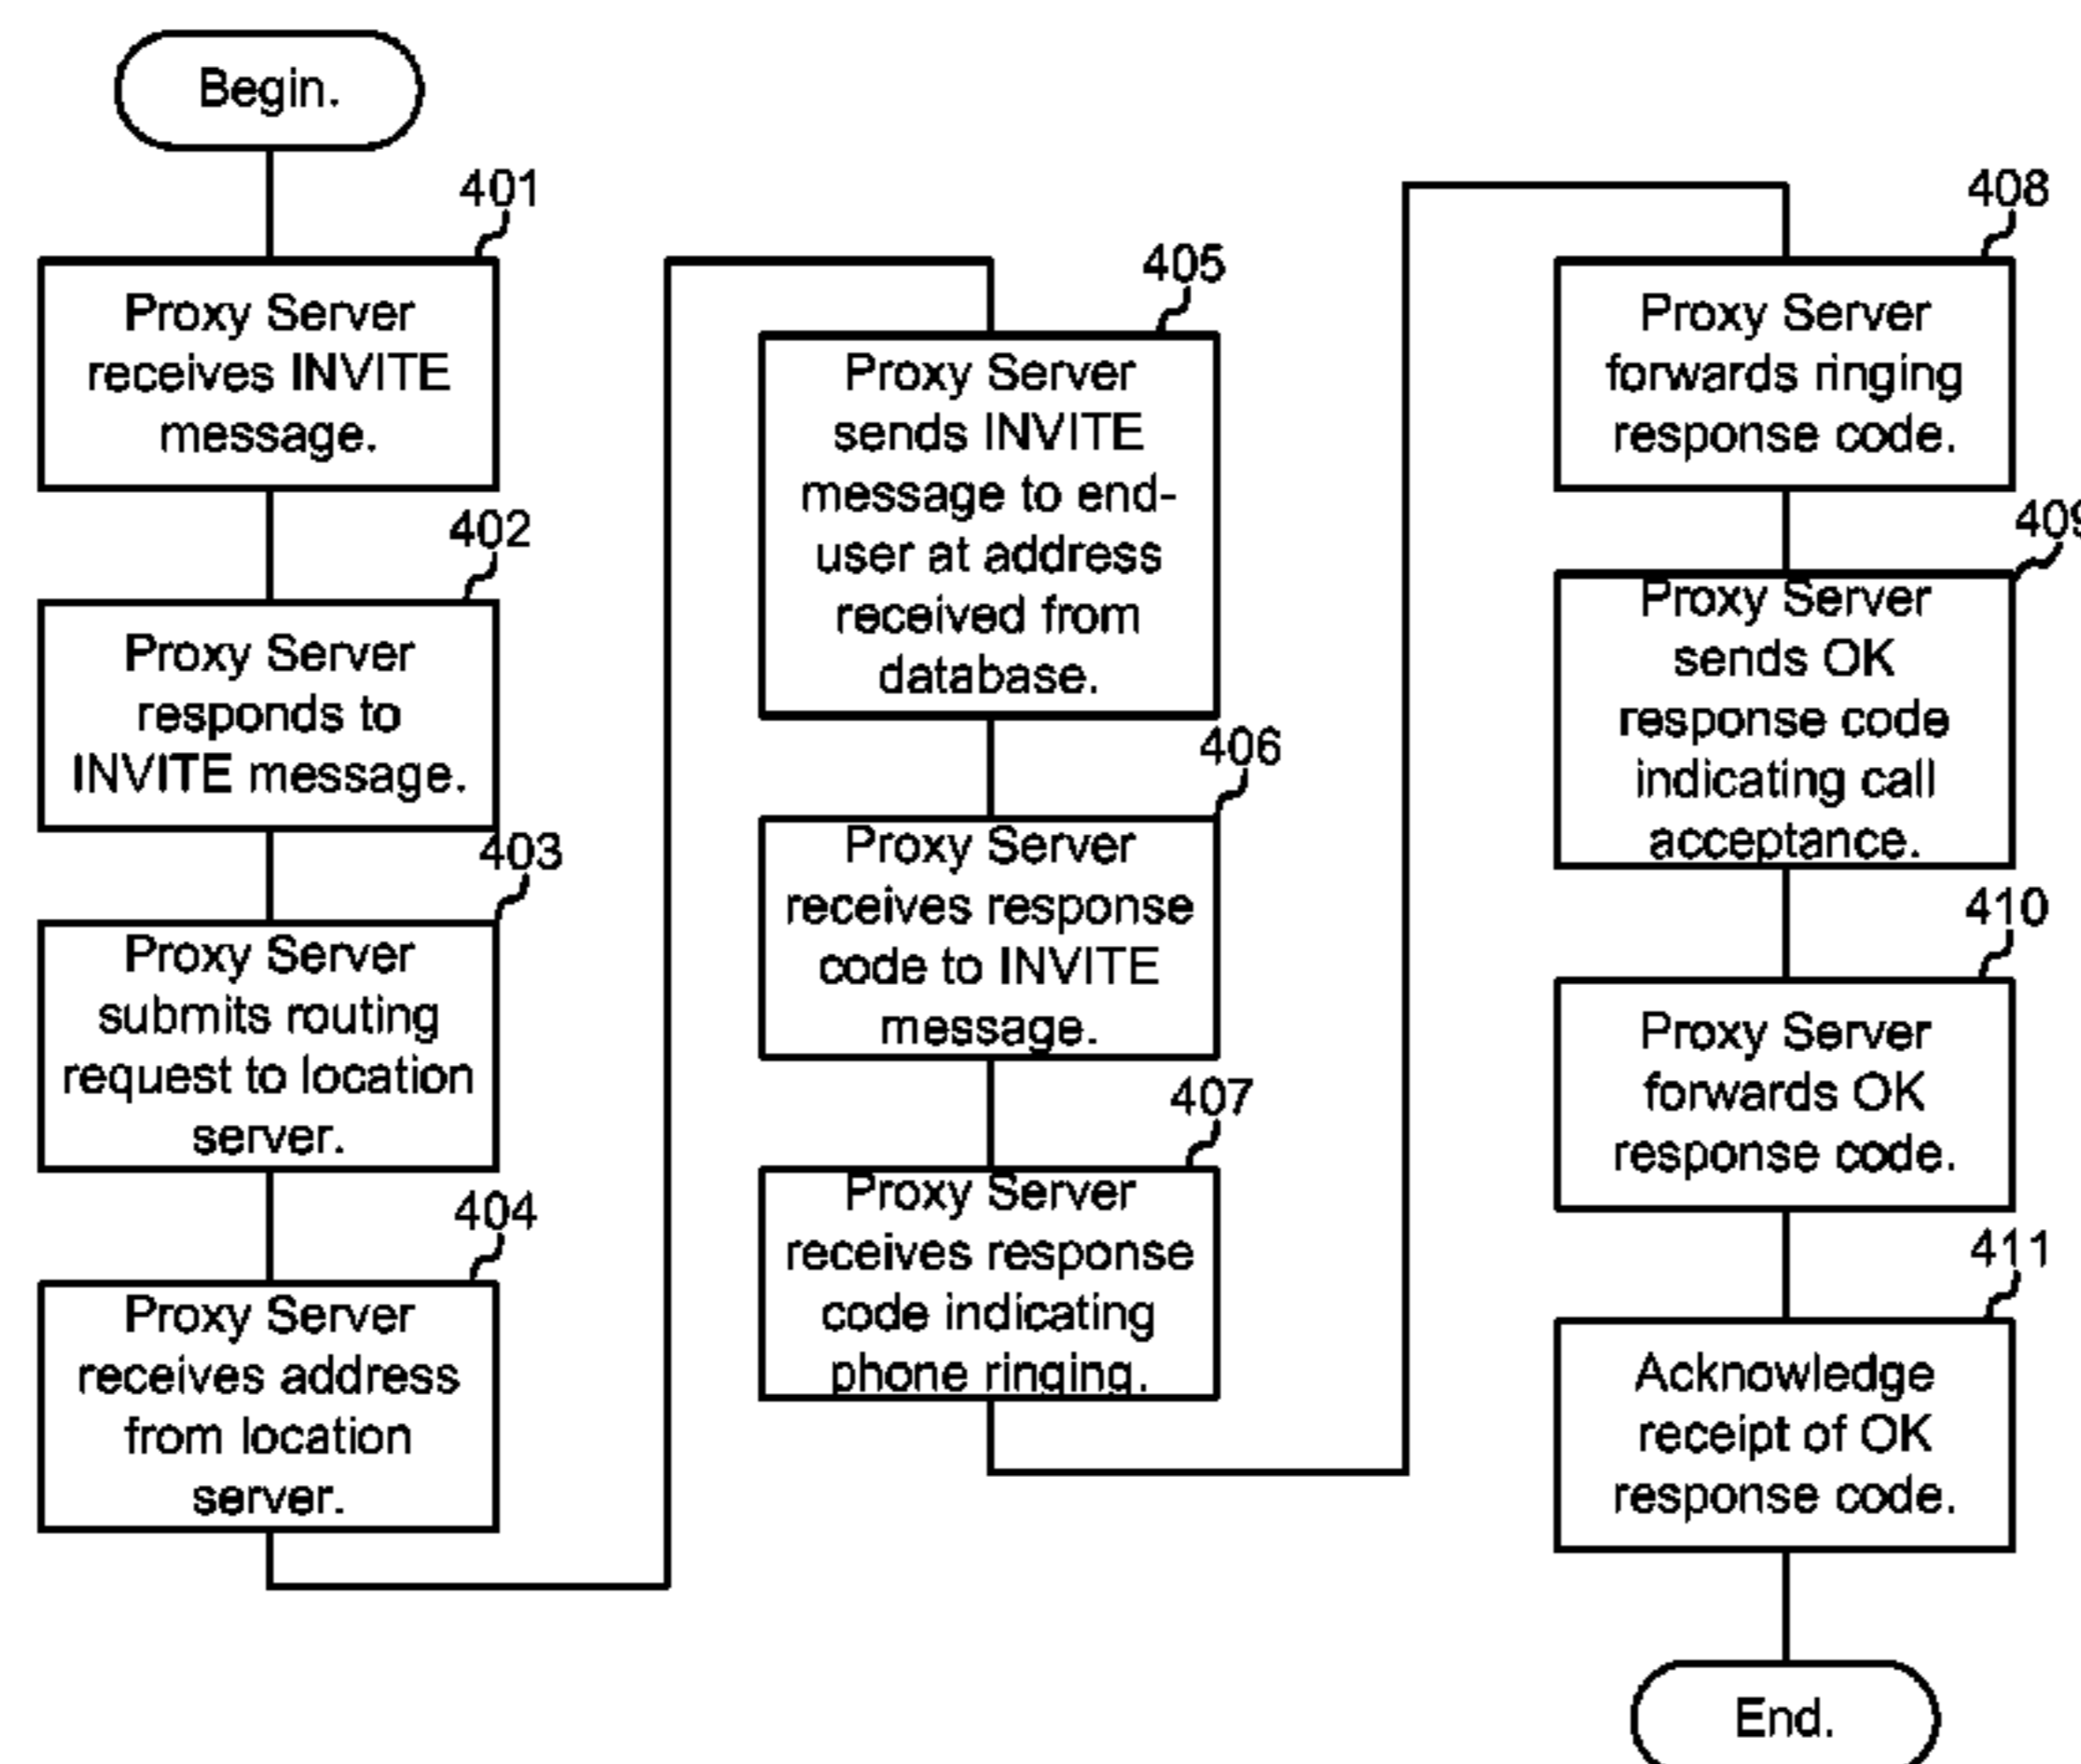 Begin.
401
Proxy Server
receives INVITE
message.
402
Proxy Server
responds to
INVITE message.
403
Proxy Server
submits routing
request to location
server.
404
Proxy Server
receives address
from location
server.
405
Proxy Server
sends INVITE
message to end-
user at address
received from
database.
406
Proxy Server
receives response
code to INVITE
message.
407
Proxy Server
receives response
code indicating
phone ringing.
408
Proxy Server
forwards ringing
response code.
409
Proxy Server
sends OK
response code
indicating call
acceptance.
410
Proxy Server
forwards OK
response code.
411
Acknowledge
receipt of OK
response code.
End.